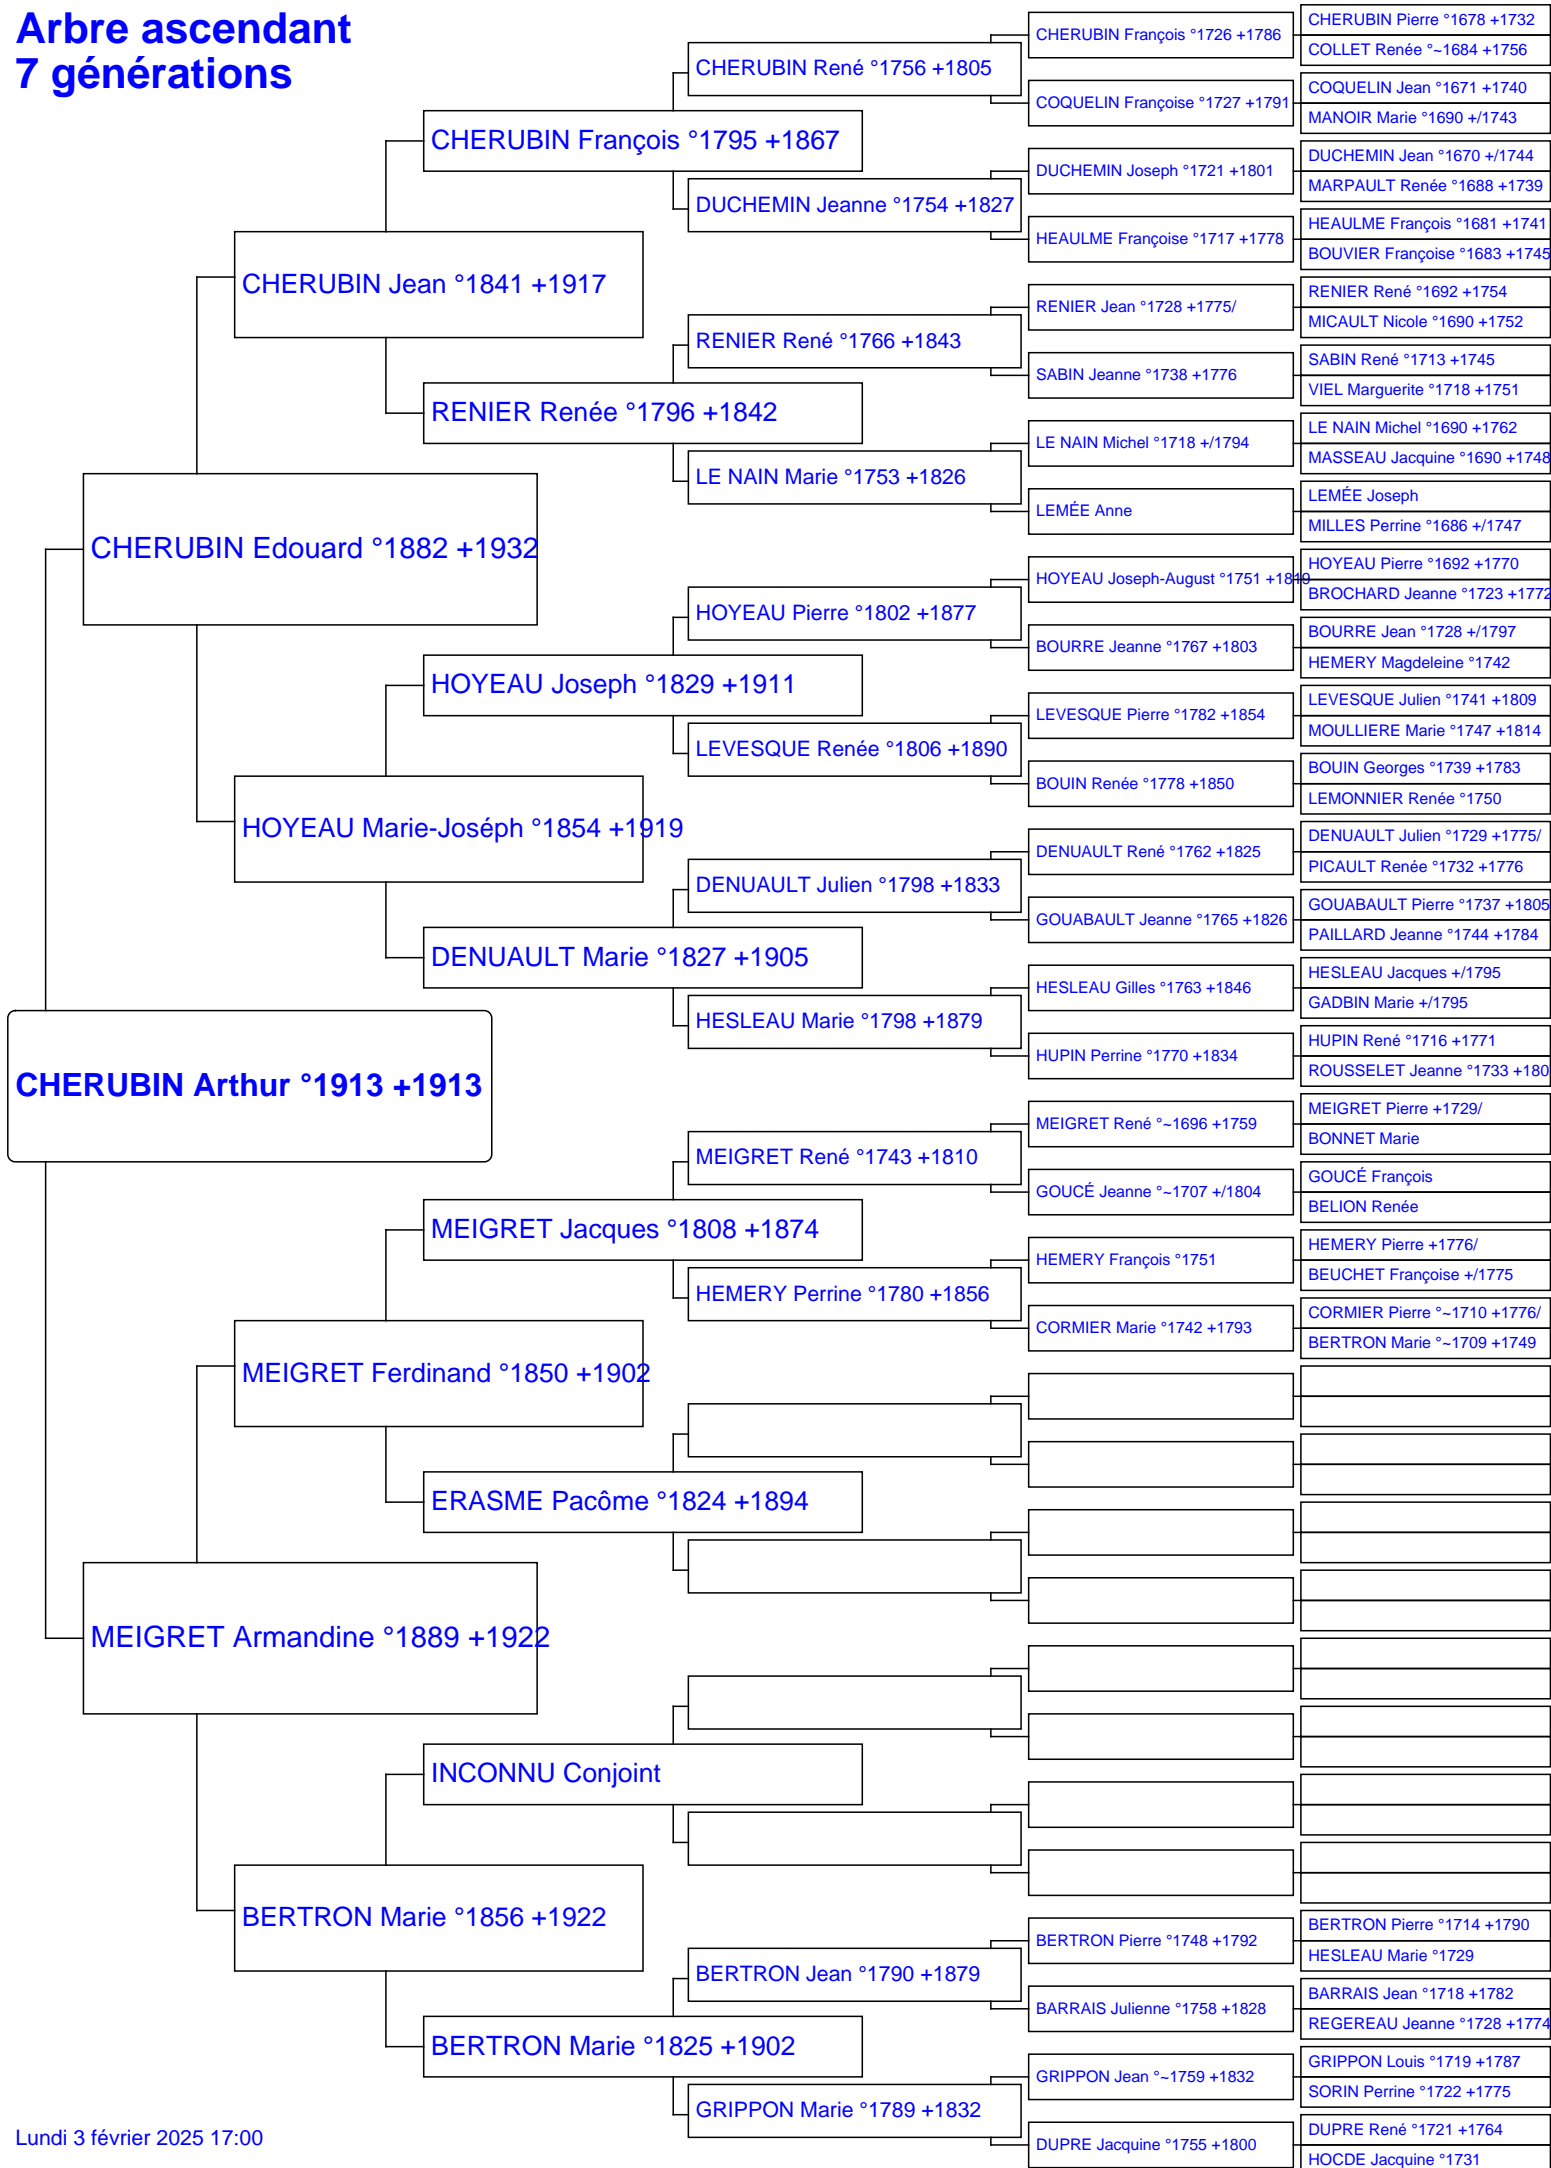 Arbre ascendant
7 générations
CHERUBIN Arthur °1913 +1913
CHERUBIN Edouard °1882 +1932
MEIGRET Armandine °1889 +1922
CHERUBIN Jean °1841 +1917
HOYEAU Marie-Joséph °1854 +1919
MEIGRET Ferdinand °1850 +1902
BERTRON Marie °1856 +1922
CHERUBIN François °1795 +1867
RENIER Renée °1796 +1842
HOYEAU Joseph °1829 +1911
DENUAULT Marie °1827 +1905
MEIGRET Jacques °1808 +1874
ERASME Pacôme °1824 +1894
INCONNU Conjoint
BERTRON Marie °1825 +1902
CHERUBIN René °1756 +1805
DUCHEMIN Jeanne °1754 +1827
RENIER René °1766 +1843
LE NAIN Marie °1753 +1826
HOYEAU Pierre °1802 +1877
LEVESQUE Renée °1806 +1890
DENUAULT Julien °1798 +1833
HESLEAU Marie °1798 +1879
MEIGRET René °1743 +1810
HEMERY Perrine °1780 +1856
BERTRON Jean °1790 +1879
GRIPPON Marie °1789 +1832
CHERUBIN François °1726 +1786
COQUELIN Françoise °1727 +1791
DUCHEMIN Joseph °1721 +1801
HEAULME Françoise °1717 +1778
RENIER Jean °1728 +1775/
SABIN Jeanne °1738 +1776
LE NAIN Michel °1718 +/1794
LEMÉE Anne
HOYEAU Joseph-August °1751 +1819
BOURRE Jeanne °1767 +1803
LEVESQUE Pierre °1782 +1854
BOUIN Renée °1778 +1850
DENUAULT René °1762 +1825
GOUABAULT Jeanne °1765 +1826
HESLEAU Gilles °1763 +1846
HUPIN Perrine °1770 +1834
MEIGRET René °~1696 +1759
GOUCÉ Jeanne °~1707 +/1804
HEMERY François °1751
CORMIER Marie °1742 +1793
BERTRON Pierre °1748 +1792
BARRAIS Julienne °1758 +1828
GRIPPON Jean °~1759 +1832
DUPRE Jacquine °1755 +1800
CHERUBIN Pierre °1678 +1732
COLLET Renée °~1684 +1756
COQUELIN Jean °1671 +1740
MANOIR Marie °1690 +/1743
DUCHEMIN Jean °1670 +/1744
MARPAULT Renée °1688 +1739
HEAULME François °1681 +1741
BOUVIER Françoise °1683 +1745
RENIER René °1692 +1754
MICAULT Nicole °1690 +1752
SABIN René °1713 +1745
VIEL Marguerite °1718 +1751
LE NAIN Michel °1690 +1762
MASSEAU Jacquine °1690 +1748
LEMÉE Joseph
MILLES Perrine °1686 +/1747
HOYEAU Pierre °1692 +1770
BROCHARD Jeanne °1723 +1772
BOURRE Jean °1728 +/1797
HEMERY Magdeleine °1742
LEVESQUE Julien °1741 +1809
MOULLIERE Marie °1747 +1814
BOUIN Georges °1739 +1783
LEMONNIER Renée °1750
DENUAULT Julien °1729 +1775/
PICAULT Renée °1732 +1776
GOUABAULT Pierre °1737 +1805
PAILLARD Jeanne °1744 +1784
HESLEAU Jacques +/1795
GADBIN Marie +/1795
HUPIN René °1716 +1771
ROUSSELET Jeanne °1733 +180
MEIGRET Pierre +1729/
BONNET Marie
GOUCÉ François
BELION Renée
HEMERY Pierre +1776/
BEUCHET Françoise +/1775
CORMIER Pierre °~1710 +1776/
BERTRON Marie °~1709 +1749
BERTRON Pierre °1714 +1790
HESLEAU Marie °1729
BARRAIS Jean °1718 +1782
REGEREAU Jeanne °1728 +1774
GRIPPON Louis °1719 +1787
SORIN Perrine °1722 +1775
DUPRE René °1721 +1764
HOCDE Jacquine °1731
Lundi 3 février 2025 17:00